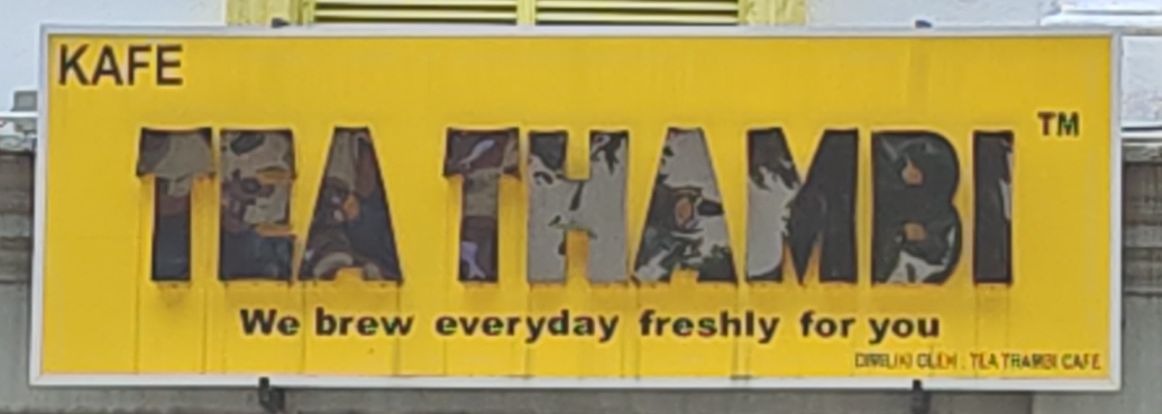 KAFE
TEA THAMBI TM
We brew everyday freshly for you
DIMILIKI OLEH : TEA THAMBI CAFE